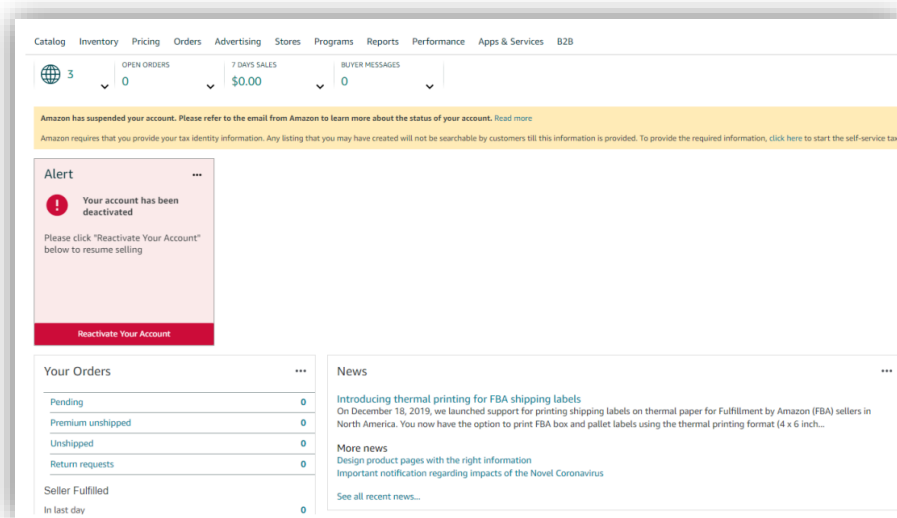 Catalog Inventory Pricing Orders Advertising Stores Programs Reports Performance Apps & Services B2B
3
OPEN ORDERS
0
7 DAYS SALES
$0.00
BUYER MESSAGES
0
Amazon has suspended your account. Please refer to the email from Amazon to learn more about the status of your account. Read more
Amazon requires that you provide your tax identity information. Any listing that you may have created will not be searchable by customers till this information is provided. To provide the required information, click here to start the self-service tax
Alert
Your account has been
deactivated
Please click "Reactivate Your Account"
below to resume selling
Reactivate Your Account
Your Orders
Pending 0
Premium unshipped 0
Unshipped 0
Return requests 0
Seller Fulfilled
In last day 0
News
Introducing thermal printing for FBA shipping labels
On December 18, 2019, we launched support for printing shipping labels on thermal paper for Fulfillment by Amazon (FBA) sellers in
North America. You now have the option to print FBA box and pallet labels using the thermal printing format (4 x 6 inch...
More news
Design product pages with the right information
Important notification regarding impacts of the Novel Coronavirus
See all recent news...